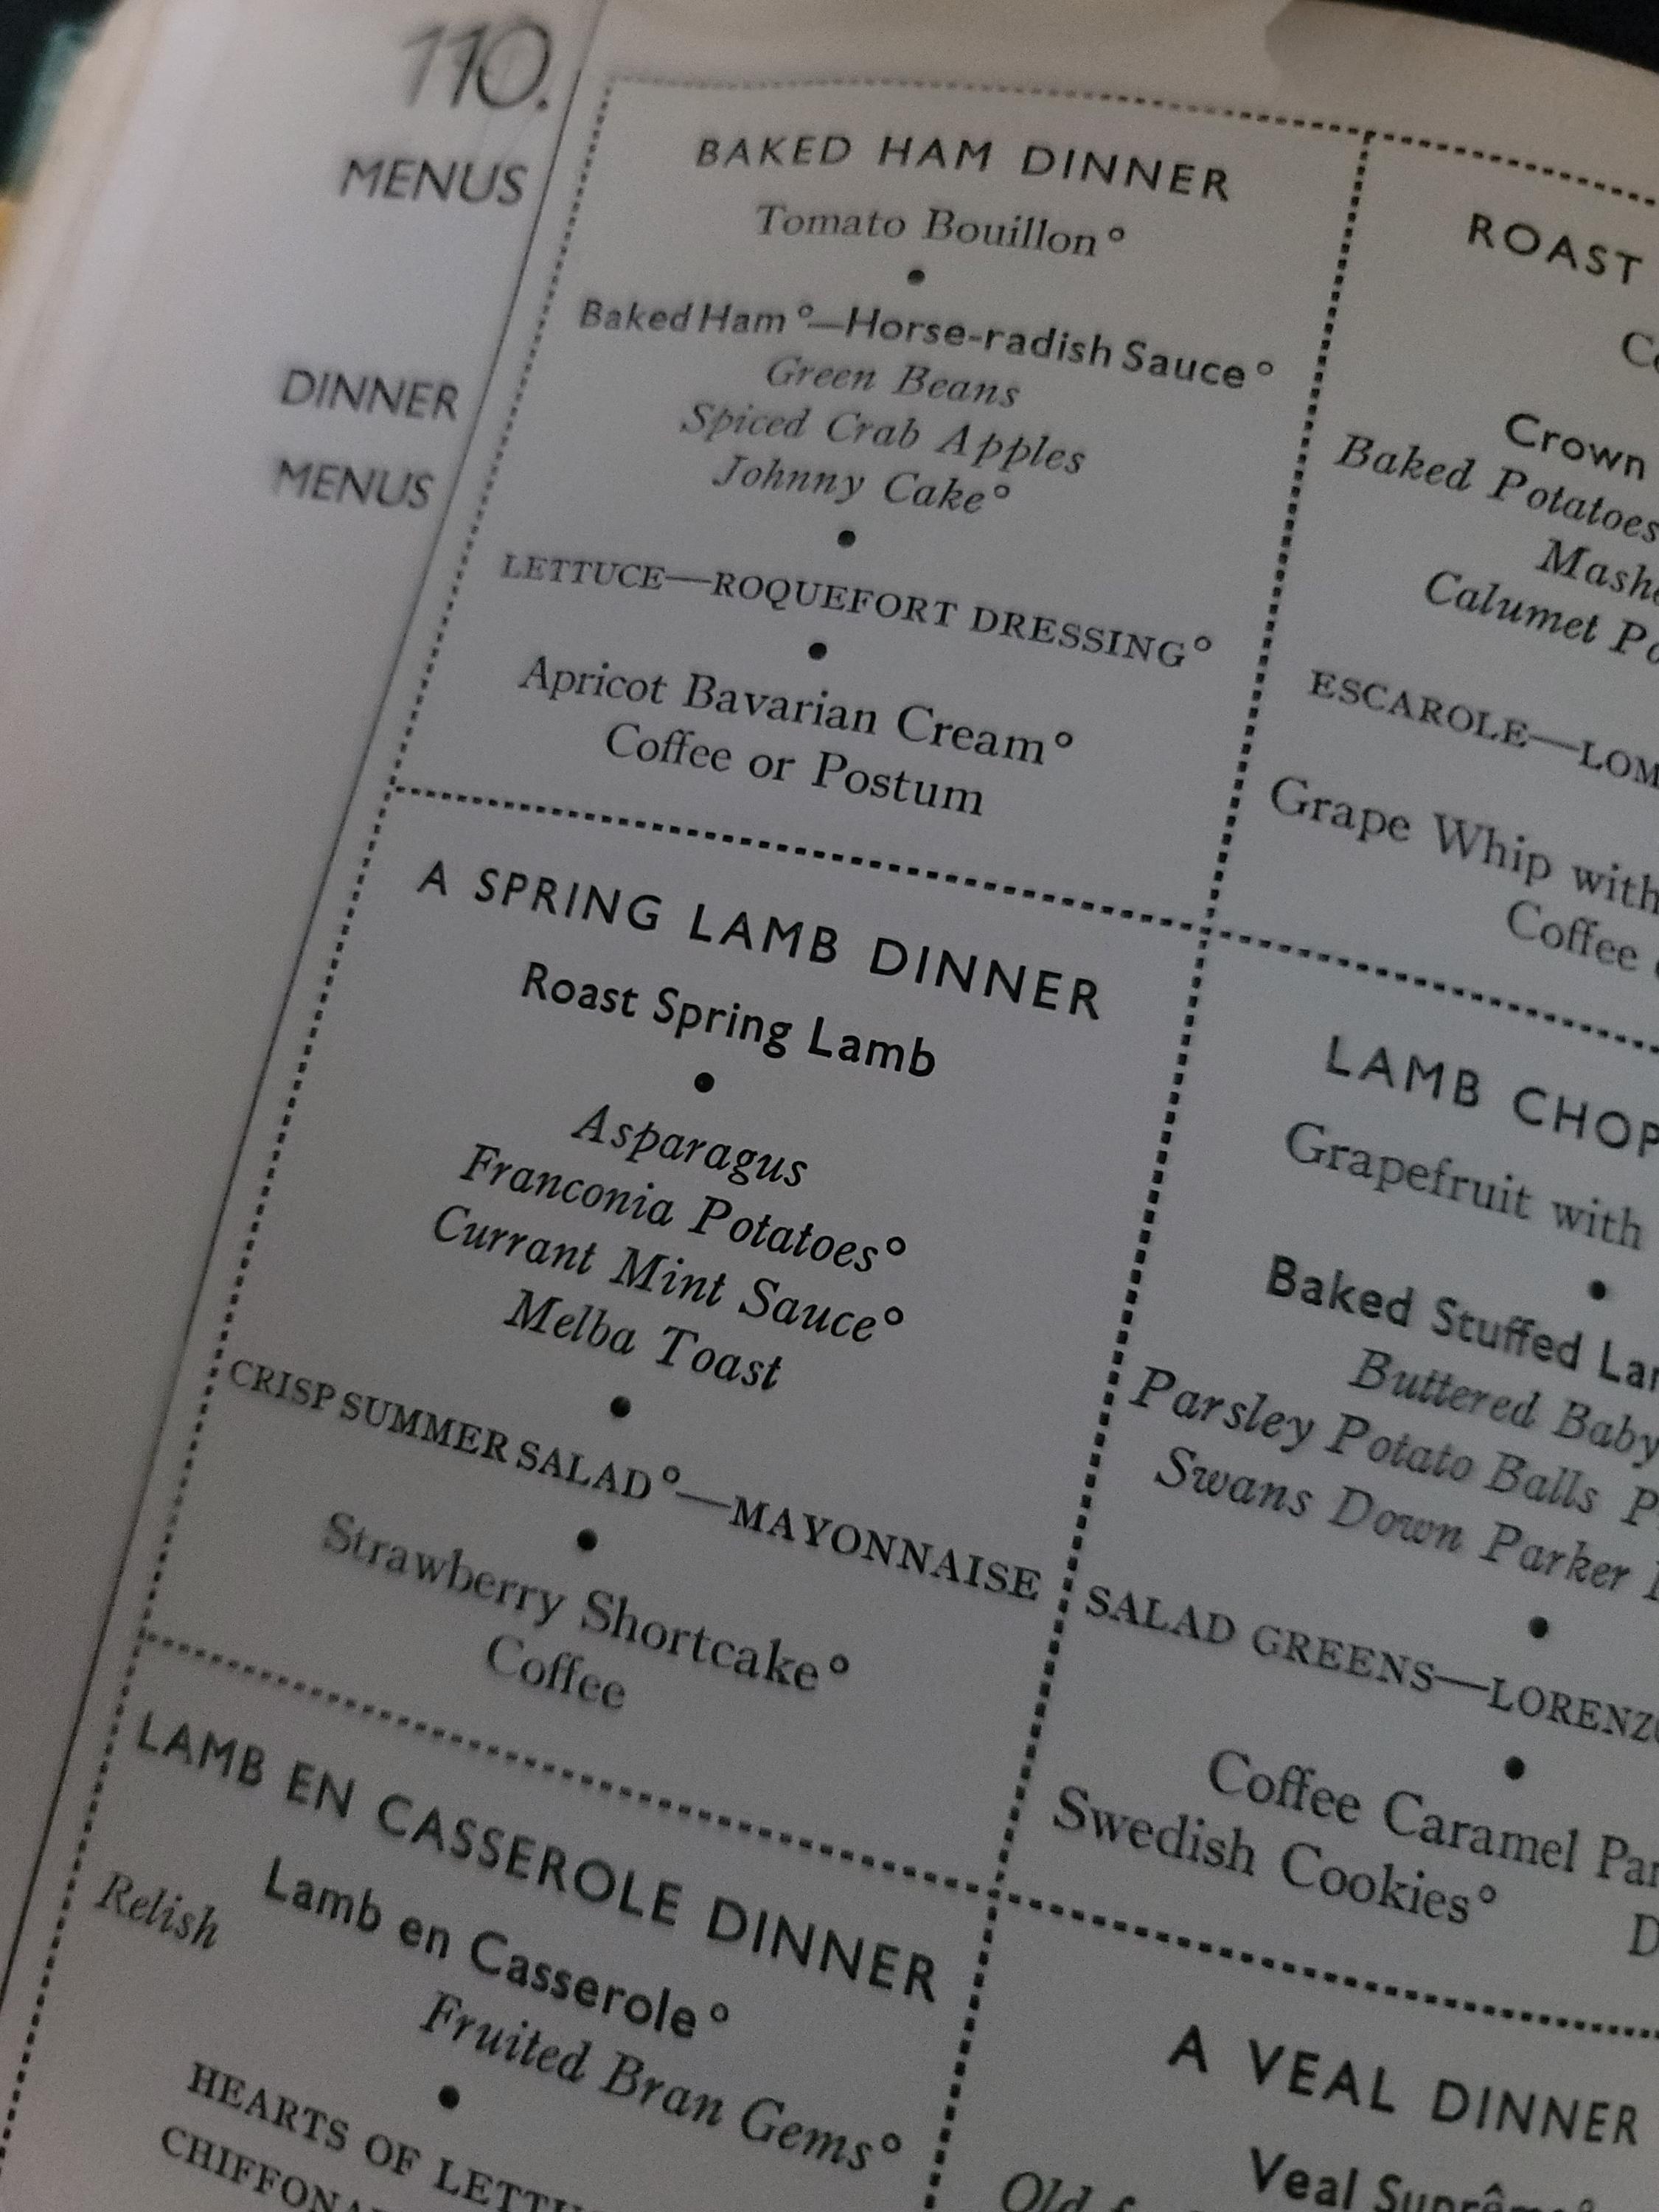 110.
MENUS
DINNER
MENUS
BAKED HAM DINNER
Tomato Bouillon°
•
Baked Ham°—Horse-radish Sauce°
Green Beans
Spiced Crab Apples
Johnny Cake°
•
LETTUCE—ROQUEFORT DRESSING°
•
Apricot Bavarian Cream°
Coffee or Postum
A SPRING LAMB DINNER
Roast Spring Lamb
•
Asparagus
Franconia Potatoes°
Currant Mint Sauce°
Melba Toast
•
CRISP SUMMER SALAD°—MAYONNAISE
•
Strawberry Shortcake°
Coffee
LAMB EN CASSEROLE DINNER
Lamb en Casserole°
Relish
Fruited Bran Gems°
•
HEARTS OF
ROAST
Crown
Baked Potatoes
Calumet
ESCAROLE—
Grape Whip with
Coffee
LAMB
Grapefruit with
•
Baked Stuffed
Buttered Baby
Parsley Potato Balls
Swans Down Parker
•
SALAD GREENS—
•
Coffee Caramel
Swedish Cookies°
A VEAL DINNER
Veal
Old